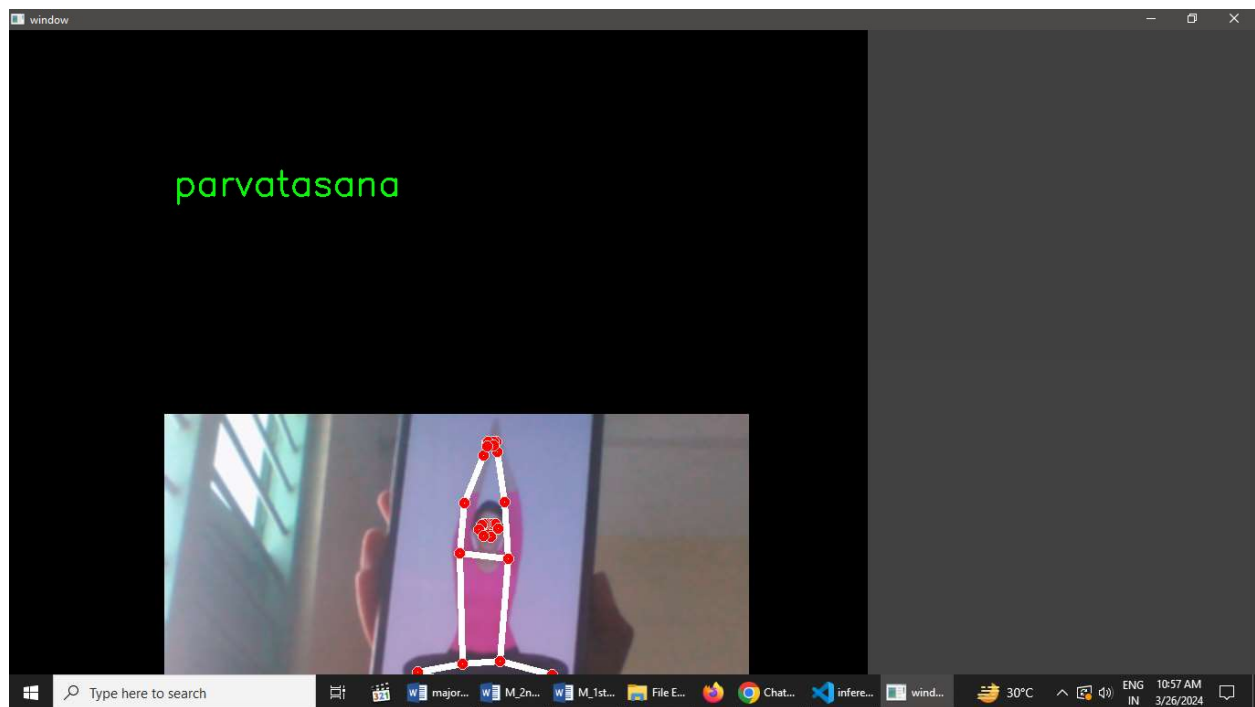 window
parvatasana
Type here to search
321
major...
M_2n...
M_1st...
File E...
Chat...
infere...
wind...
30°C
ENG
IN
10:57 AM
3/26/2024